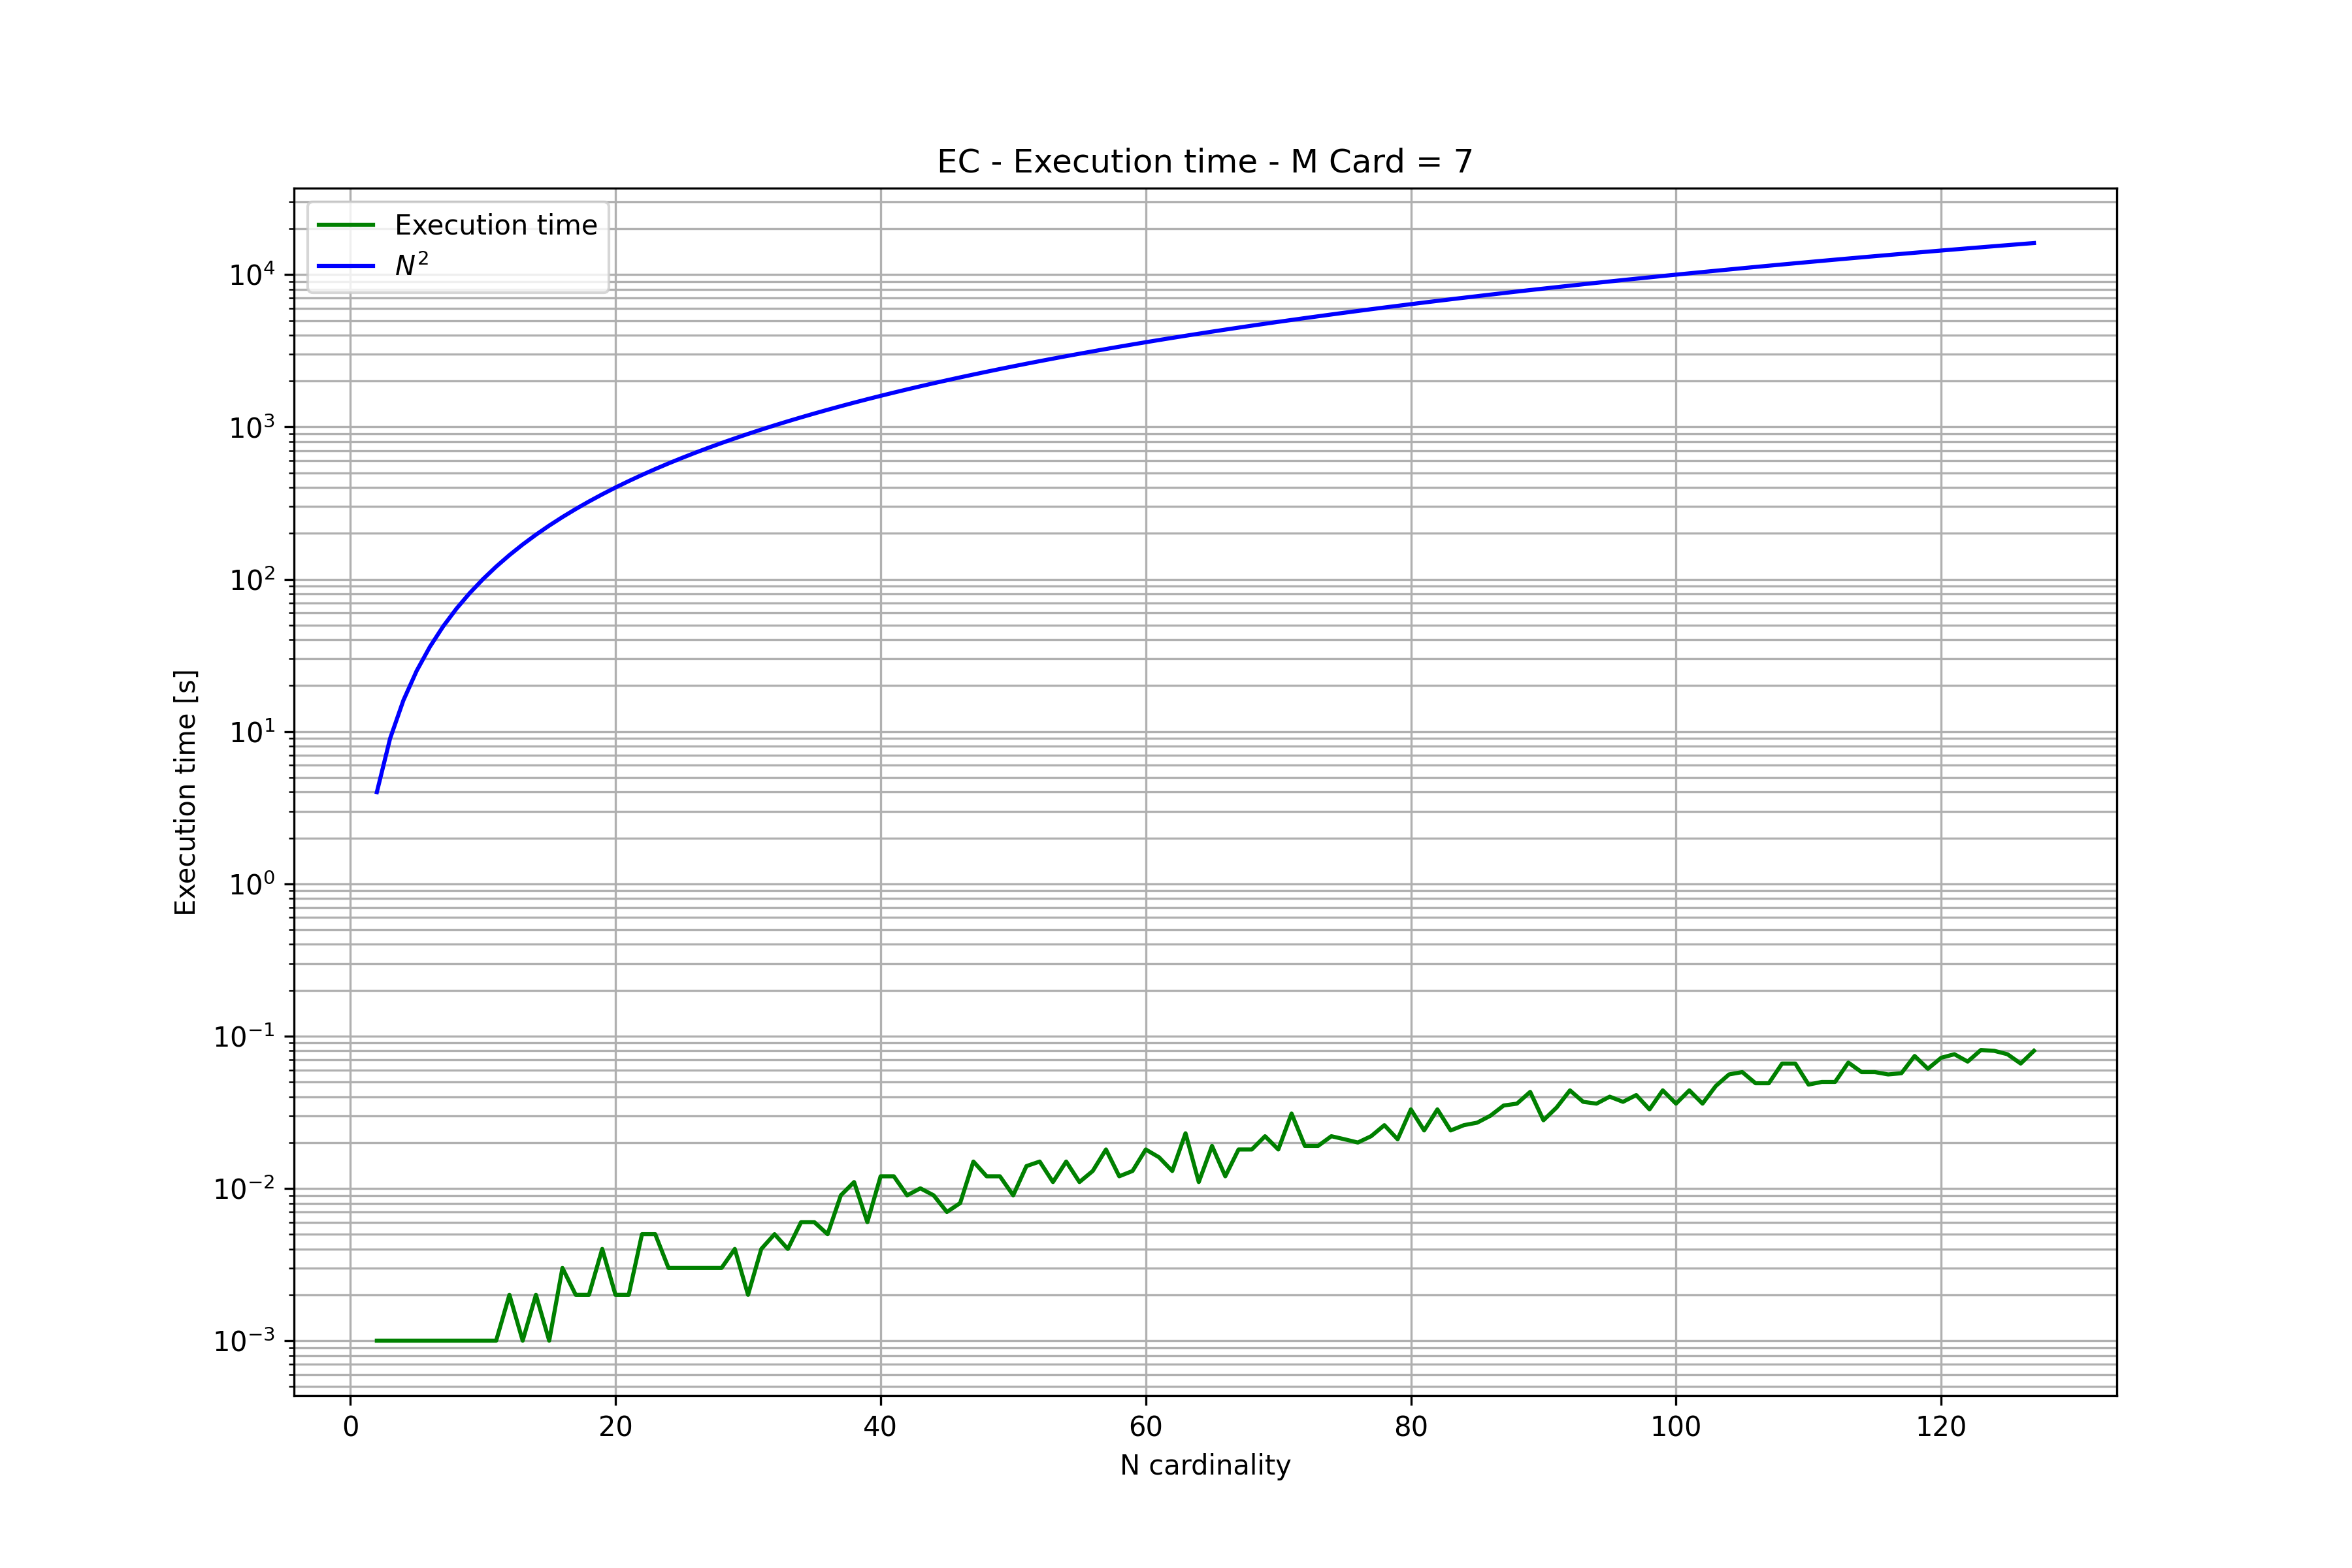 EC - Execution time - M Card = 7
Execution time
N²
Execution time [s]
10⁴
10³
10²
10¹
10⁰
10⁻¹
10⁻²
10⁻³
0 20 40 60 80 100 120
N cardinality